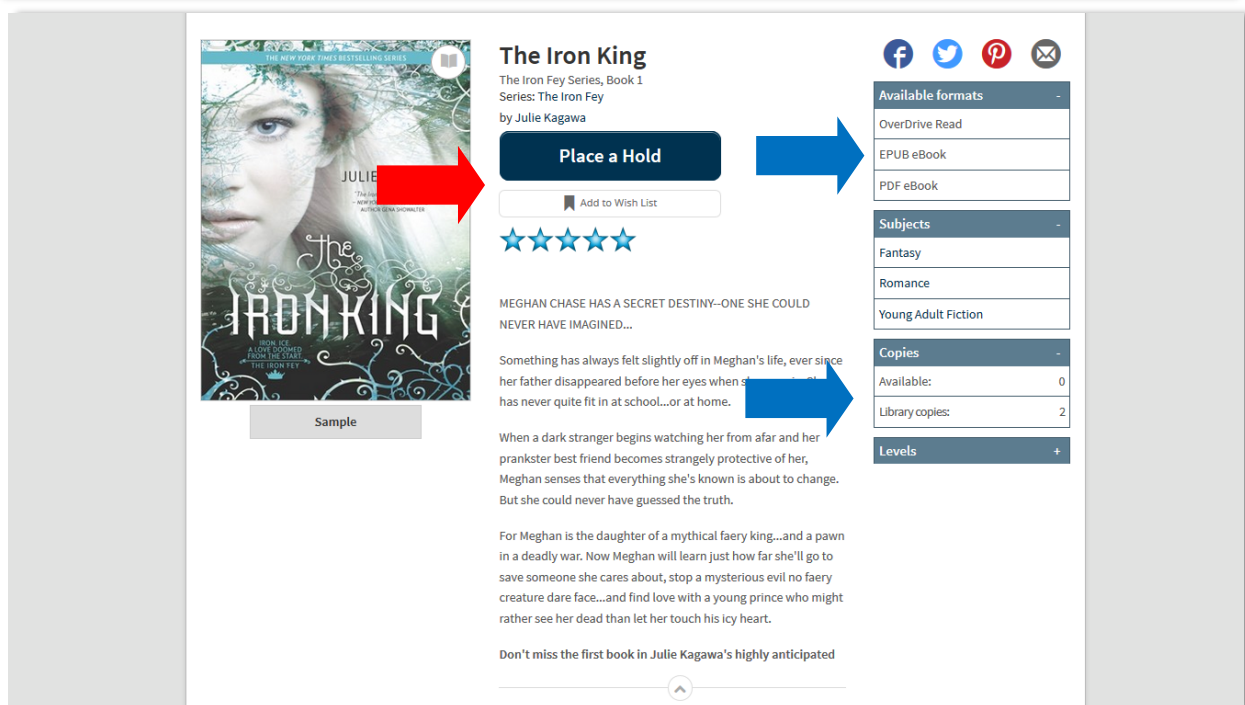 THE NEW YORK TIMES BESTSELLING SERIES
JULIE
AUTHOR GENA SHOWALTER
The
IRON KING
IRON. ICE.
A LOVE DOOMED
FROM THE START.
THE IRON FEY
Sample
The Iron King
The Iron Fey Series, Book 1
Series: The Iron Fey
by Julie Kagawa
Place a Hold
Add to Wish List
MEGHAN CHASE HAS A SECRET DESTINY--ONE SHE COULD
NEVER HAVE IMAGINED...
Something has always felt slightly off in Meghan's life, ever since
her father disappeared before her eyes when
has never quite fit in at school...or at home.
When a dark stranger begins watching her from afar and her
prankster best friend becomes strangely protective of her,
Meghan senses that everything she's known is about to change.
But she could never have guessed the truth.
For Meghan is the daughter of a mythical faery king...and a pawn
in a deadly war. Now Meghan will learn just how far she'll go to
save someone she cares about, stop a mysterious evil no faery
creature dare face...and find love with a young prince who might
rather see her dead than let her touch his icy heart.
Don't miss the first book in Julie Kagawa's highly anticipated
Available formats -
OverDrive Read
EPUB eBook
PDF eBook
Subjects -
Fantasy
Romance
Young Adult Fiction
Copies -
Available: 0
Library copies: 2
Levels +